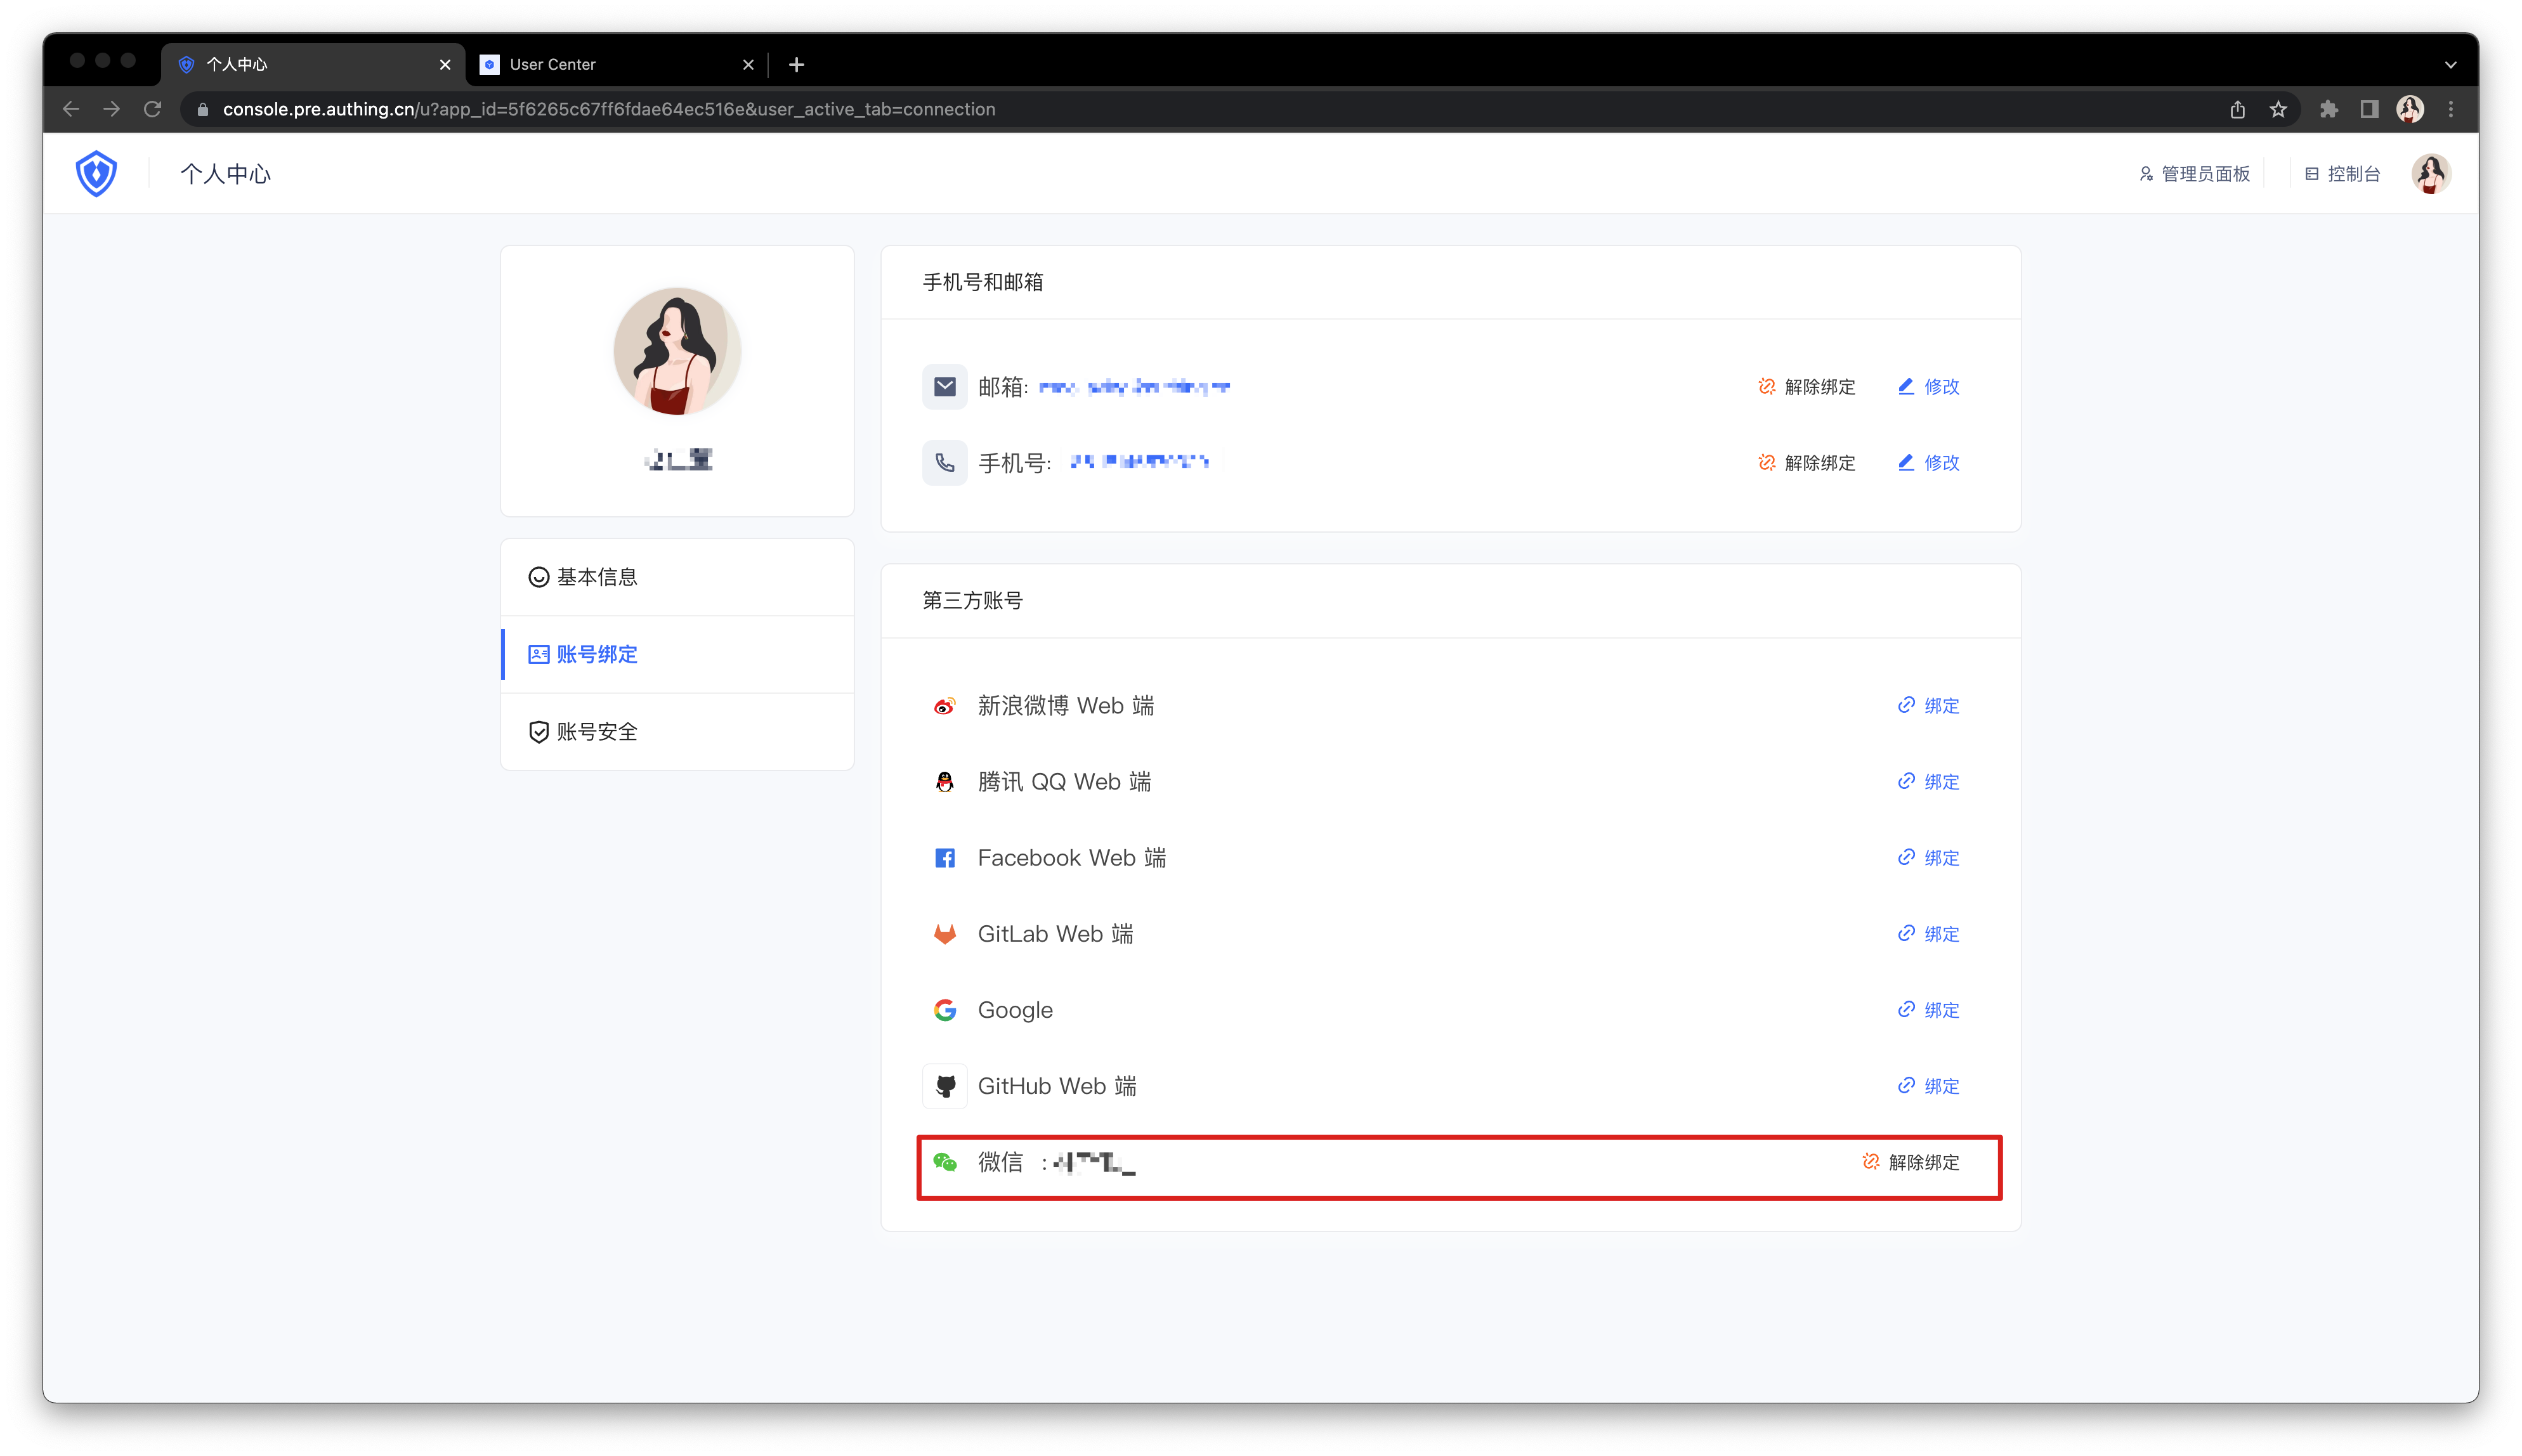 个人中心
User Center
console.pre.authing.cn/u?app_id=5f6265c67ff6fdae64ec516e&user_active_tab=connection
个人中心
管理员面板
控制台
基本信息
账号绑定
账号安全
手机号和邮箱
邮箱: 解除绑定 修改
手机号: 解除绑定 修改
第三方账号
新浪微博 Web 端 绑定
腾讯 QQ Web 端 绑定
Facebook Web 端 绑定
GitLab Web 端 绑定
Google 绑定
GitHub Web 端 绑定
微信 : 解除绑定